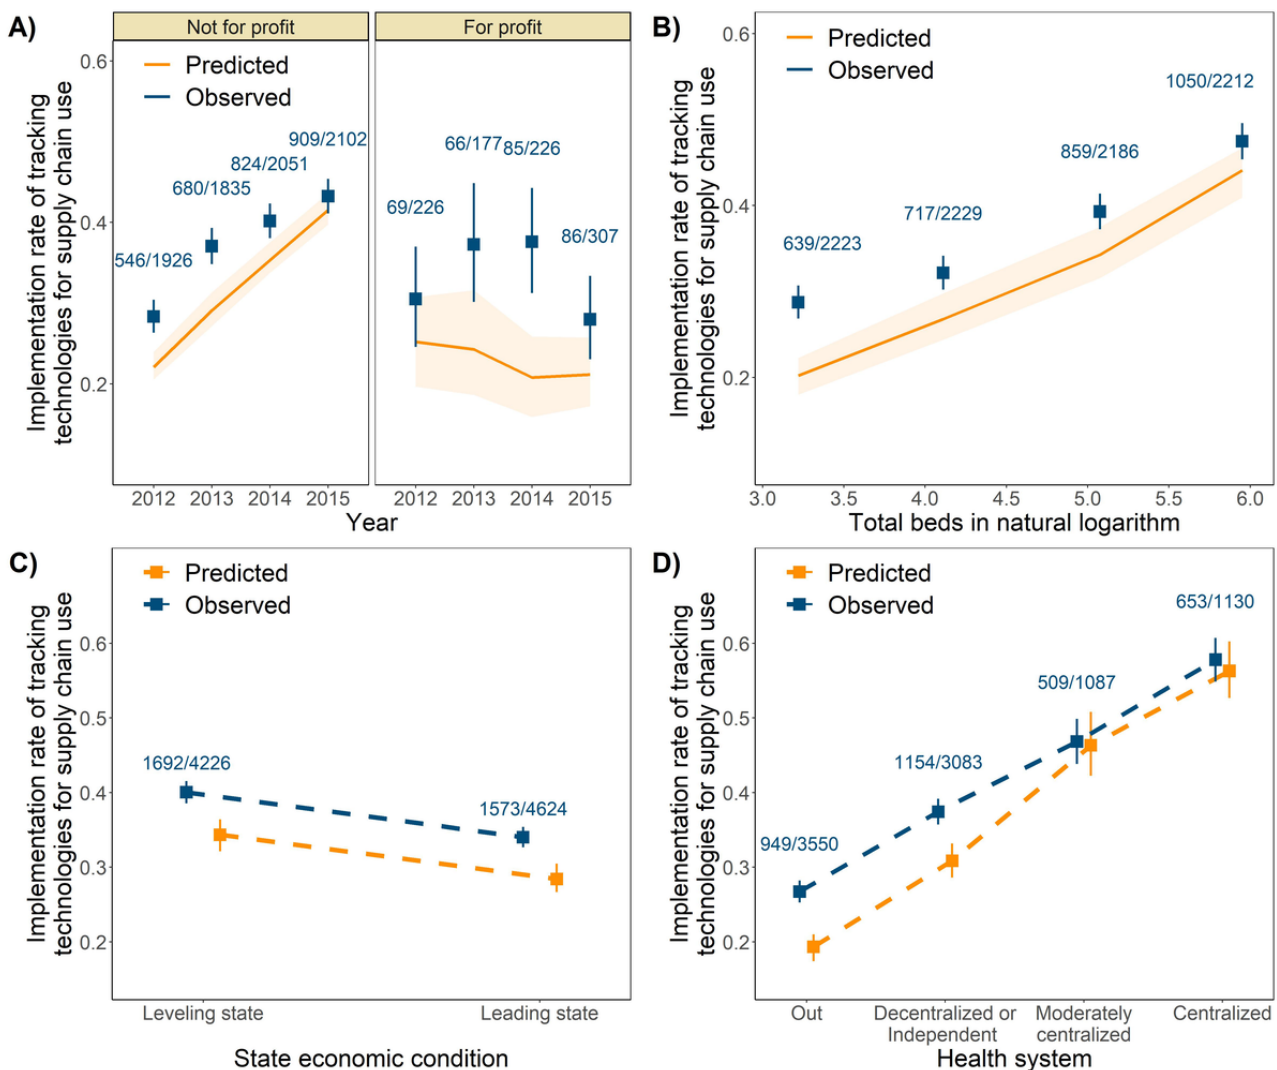 A)
Not for profit
For profit
Implementation rate of tracking
technologies for supply chain use
0.6
0.4
0.2
Predicted
Observed
546/1926
680/1835
824/2051
909/2102
69/226
66/177
85/226
86/307
2012 2013 2014 2015
2012 2013 2014 2015
Year
B)
Implementation rate of tracking
technologies for supply chain use
0.6
0.4
0.2
Predicted
Observed
639/2223
717/2229
859/2186
1050/2212
3.0 3.5 4.0 4.5 5.0 5.5 6.0
Total beds in natural logarithm
C)
Implementation rate of tracking
technologies for supply chain use
0.6
0.5
0.4
0.3
0.2
Predicted
Observed
1692/4226
1573/4624
Leveling state
Leading state
State economic condition
D)
Implementation rate of tracking
technologies for supply chain use
0.6
0.5
0.4
0.3
0.2
Predicted
Observed
949/3550
1154/3083
509/1087
653/1130
Out
Decentralized or
Independent
Moderately
centralized
Centralized
Health system